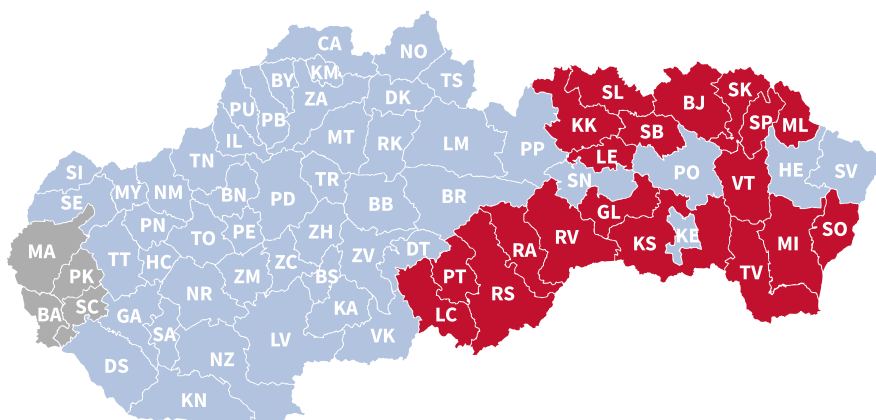 CA
NO
BY
KM
TS
SL
SK
ZA
DK
BJ
PU
PB
KK
SB
SP
ML
IL
MT
RK
LM
PP
LE
TN
SI
TR
SN
PO
HE
SV
MY
NM
BN
PD
BB
BR
VT
SE
PN
TO
PE
ZH
GL
SO
MA
TT
HC
ZV
DT
RA
RV
KS
KE
MI
PK
ZM
ZC
BS
PT
TV
NR
RS
BA
SC
GA
KA
LC
SA
LV
VK
DS
NZ
KN